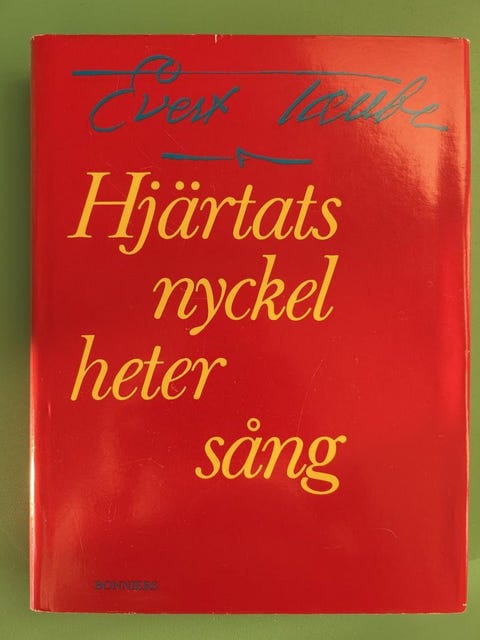 Evert Taube
Hjärtats
nyckel
heter
sång
BONNIERS